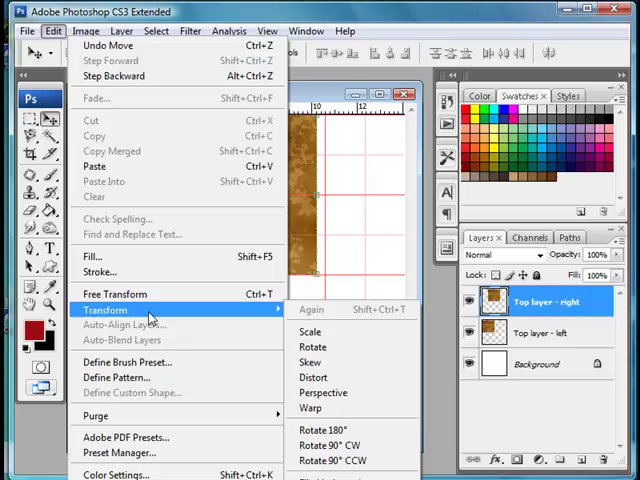 Adobe Photoshop CS3 Extended
File Edit Image Layer Select Filter Analysis View Window Help
Undo Move Ctrl+Z
Step Forward Shift+Ctrl+Z
Step Backward Alt+Ctrl+Z
Fade... Shift+Ctrl+F
Cut Ctrl+X
Copy Ctrl+C
Copy Merged Shift+Ctrl+C
Paste Ctrl+V
Paste Into Shift+Ctrl+V
Clear
Check Spelling...
Find and Replace Text...
Fill... Shift+F5
Stroke...
Free Transform Ctrl+T
Transform
Auto-Align Layers...
Auto-Blend Layers
Define Brush Preset...
Define Pattern...
Define Custom Shape...
Purge
Adobe PDF Presets...
Preset Manager...
Color Settings... Shift+Ctrl+K
Again Shift+Ctrl+T
Scale
Rotate
Skew
Distort
Perspective
Warp
Rotate 180°
Rotate 90° CW
Rotate 90° CCW
Ps
10 12
Color Swatches Styles
Layers Channels Paths
Normal Opacity: 100%
Lock: Fill: 100%
Top layer - right
Top layer - left
Background